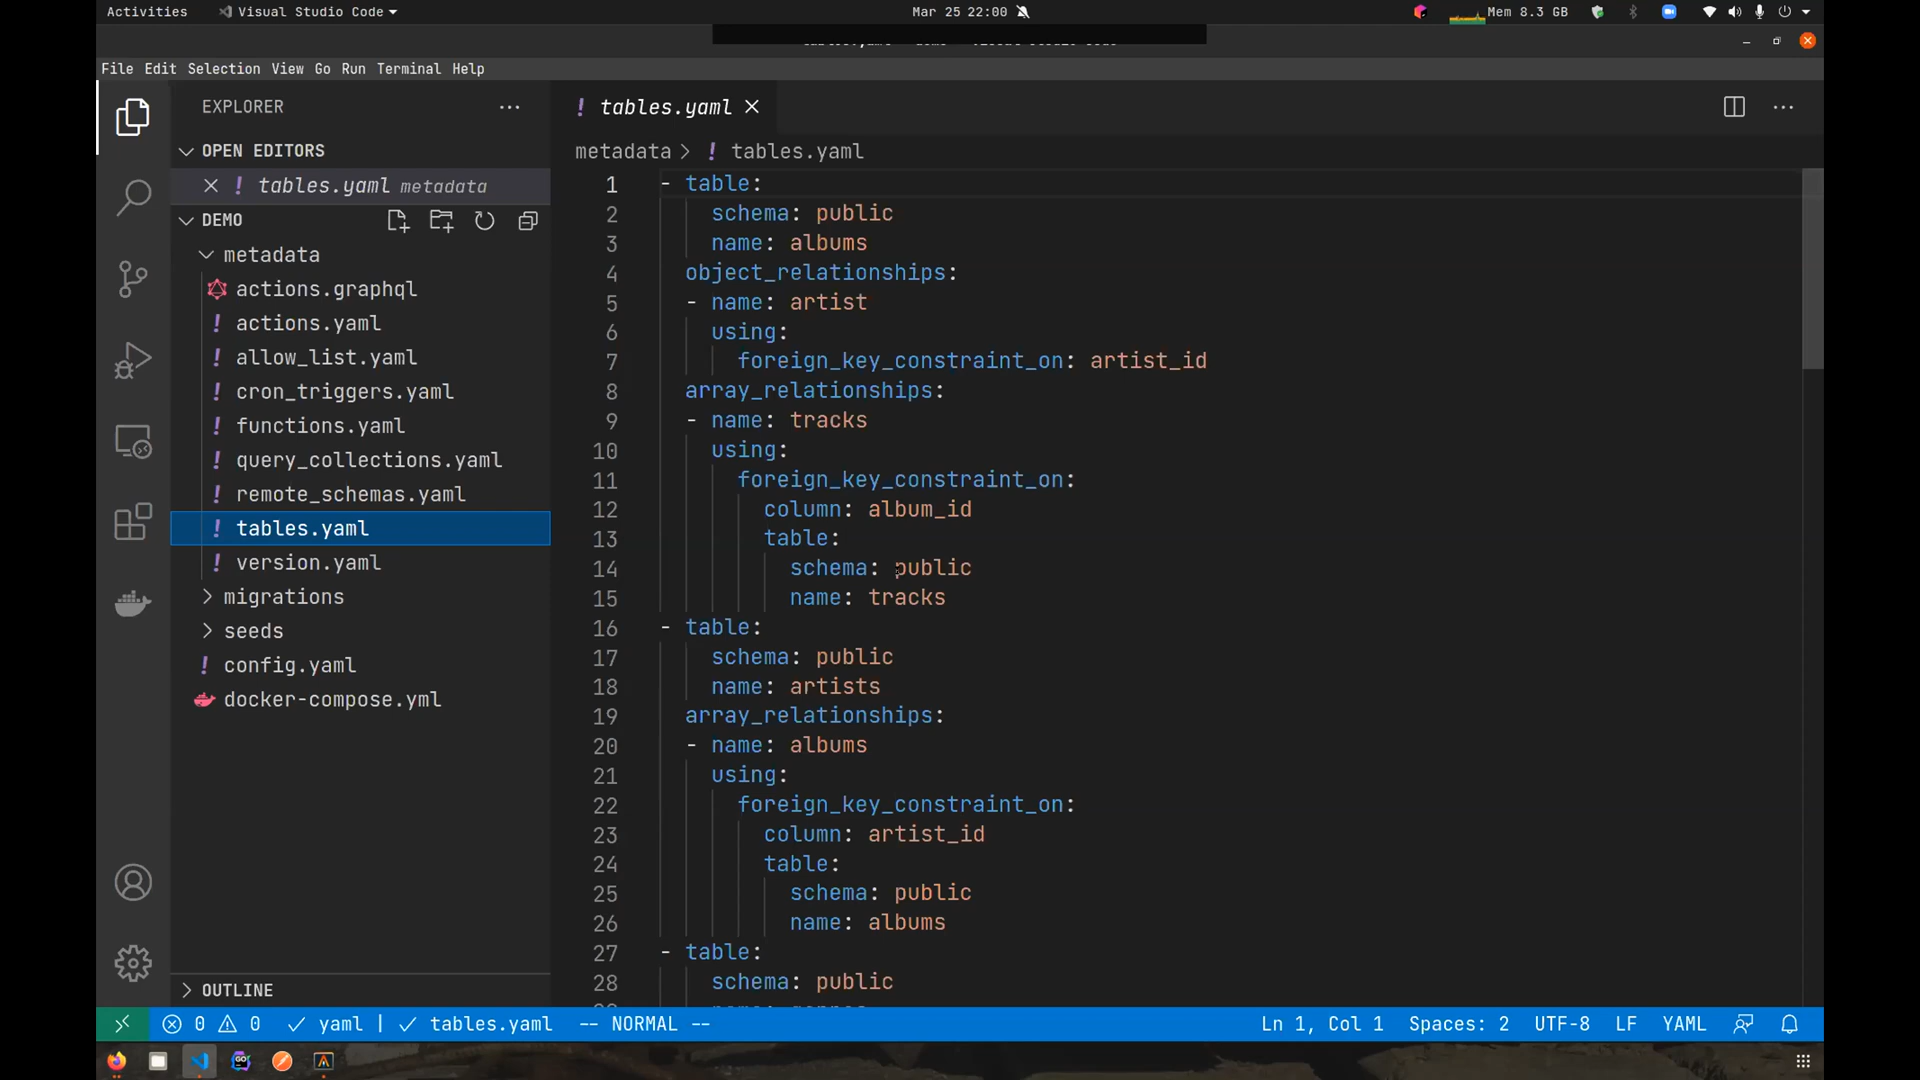 Activities
Visual Studio Code
Mar 25 22:00
Mem 8.3 GB
File Edit Selection View Go Run Terminal Help
EXPLORER
OPEN EDITORS
tables.yaml metadata
DEMO
metadata
actions.graphql
actions.yaml
allow_list.yaml
cron_triggers.yaml
functions.yaml
query_collections.yaml
remote_schemas.yaml
tables.yaml
version.yaml
migrations
seeds
config.yaml
docker-compose.yml
OUTLINE
! tables.yaml
metadata > ! tables.yaml
1 - table:
2 schema: public
3 name: albums
4 object_relationships:
5 - name: artist
6 using:
7 foreign_key_constraint_on: artist_id
8 array_relationships:
9 - name: tracks
10 using:
11 foreign_key_constraint_on:
12 column: album_id
13 table:
14 schema: public
15 name: tracks
16 - table:
17 schema: public
18 name: artists
19 array_relationships:
20 - name: albums
21 using:
22 foreign_key_constraint_on:
23 column: artist_id
24 table:
25 schema: public
26 name: albums
27 - table:
28 schema: public
0 0 yaml | tables.yaml -- NORMAL -- Ln 1, Col 1 Spaces: 2 UTF-8 LF YAML